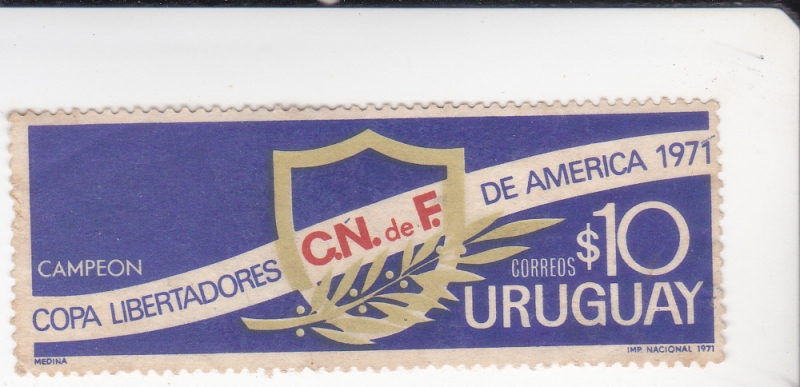 CAMPEON
COPA LIBERTADORES C.N. de F. DE AMERICA 1971
CORREOS $10
URUGUAY
MEDINA
IMP. NACIONAL 1971